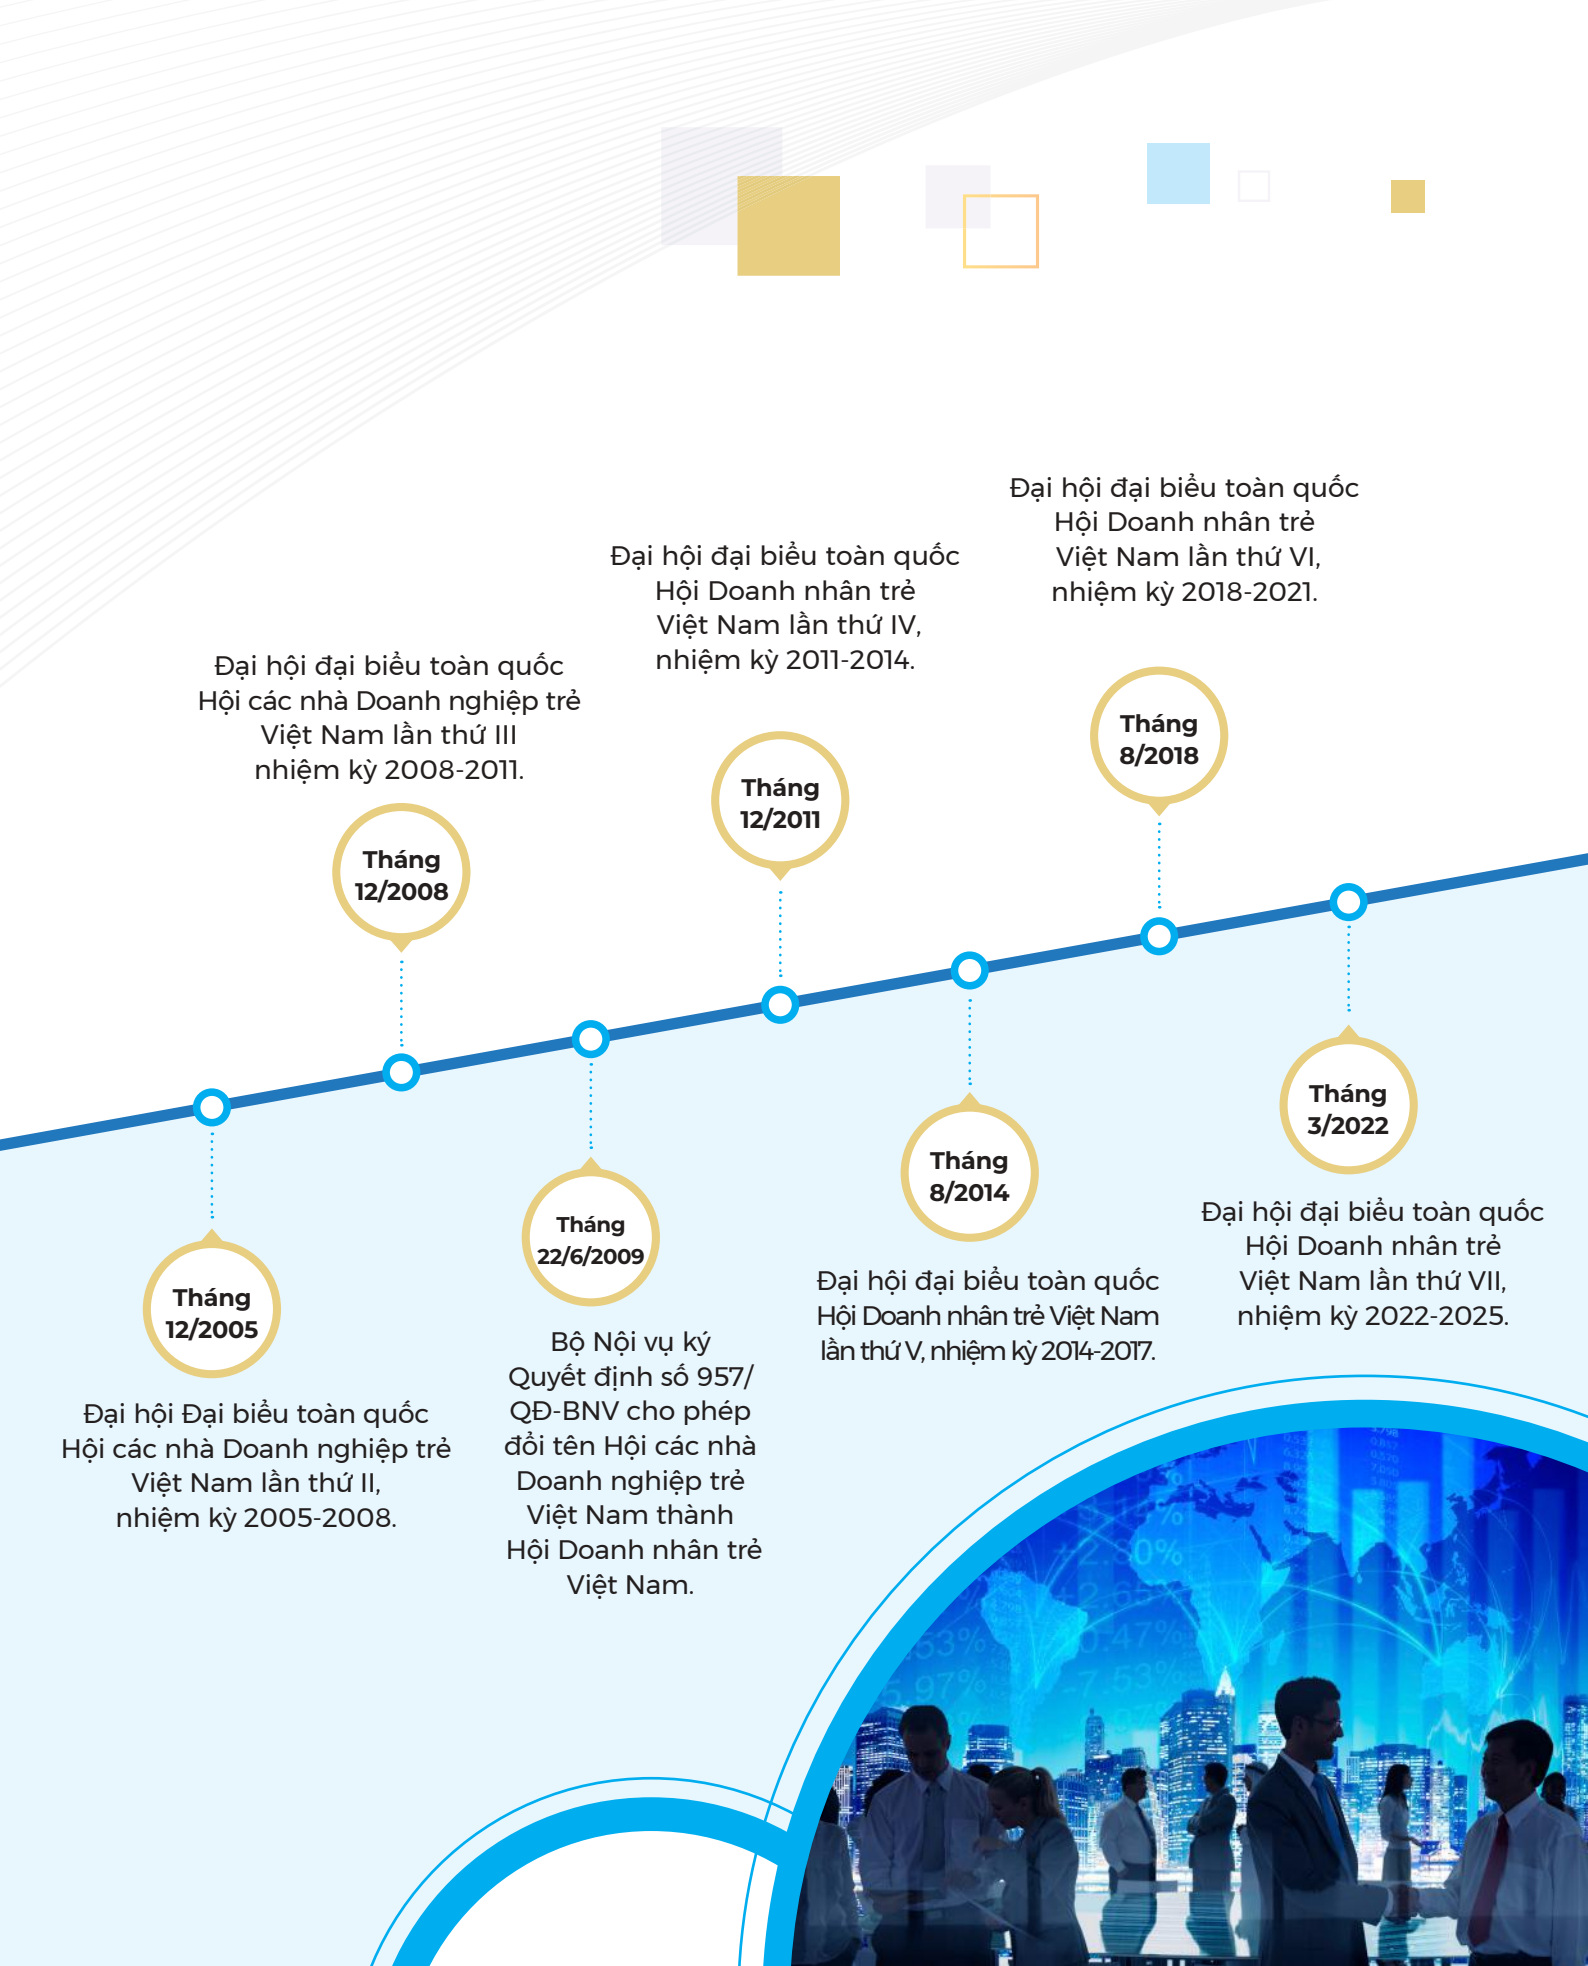 Đại hội đại biểu toàn quốc
Hội Doanh nhân trẻ
Việt Nam lần thứ VI,
nhiệm kỳ 2018-2021.
Đại hội đại biểu toàn quốc
Hội Doanh nhân trẻ
Việt Nam lần thứ IV,
nhiệm kỳ 2011-2014.
Đại hội đại biểu toàn quốc
Hội các nhà Doanh nghiệp trẻ
Việt Nam lần thứ III
nhiệm kỳ 2008-2011.
Tháng
8/2018
Tháng
12/2011
Tháng
12/2008
Tháng
3/2022
Đại hội đại biểu toàn quốc
Hội Doanh nhân trẻ
Việt Nam lần thứ VII,
nhiệm kỳ 2022-2025.
Tháng
8/2014
Đại hội đại biểu toàn quốc
Hội Doanh nhân trẻ Việt Nam
lần thứ V, nhiệm kỳ 2014-2017.
Tháng
22/6/2009
Bộ Nội vụ ký
Quyết định số 957/
QĐ-BNV cho phép
đổi tên Hội các nhà
Doanh nghiệp trẻ
Việt Nam thành
Hội Doanh nhân trẻ
Việt Nam.
Tháng
12/2005
Đại hội Đại biểu toàn quốc
Hội các nhà Doanh nghiệp trẻ
Việt Nam lần thứ II,
nhiệm kỳ 2005-2008.